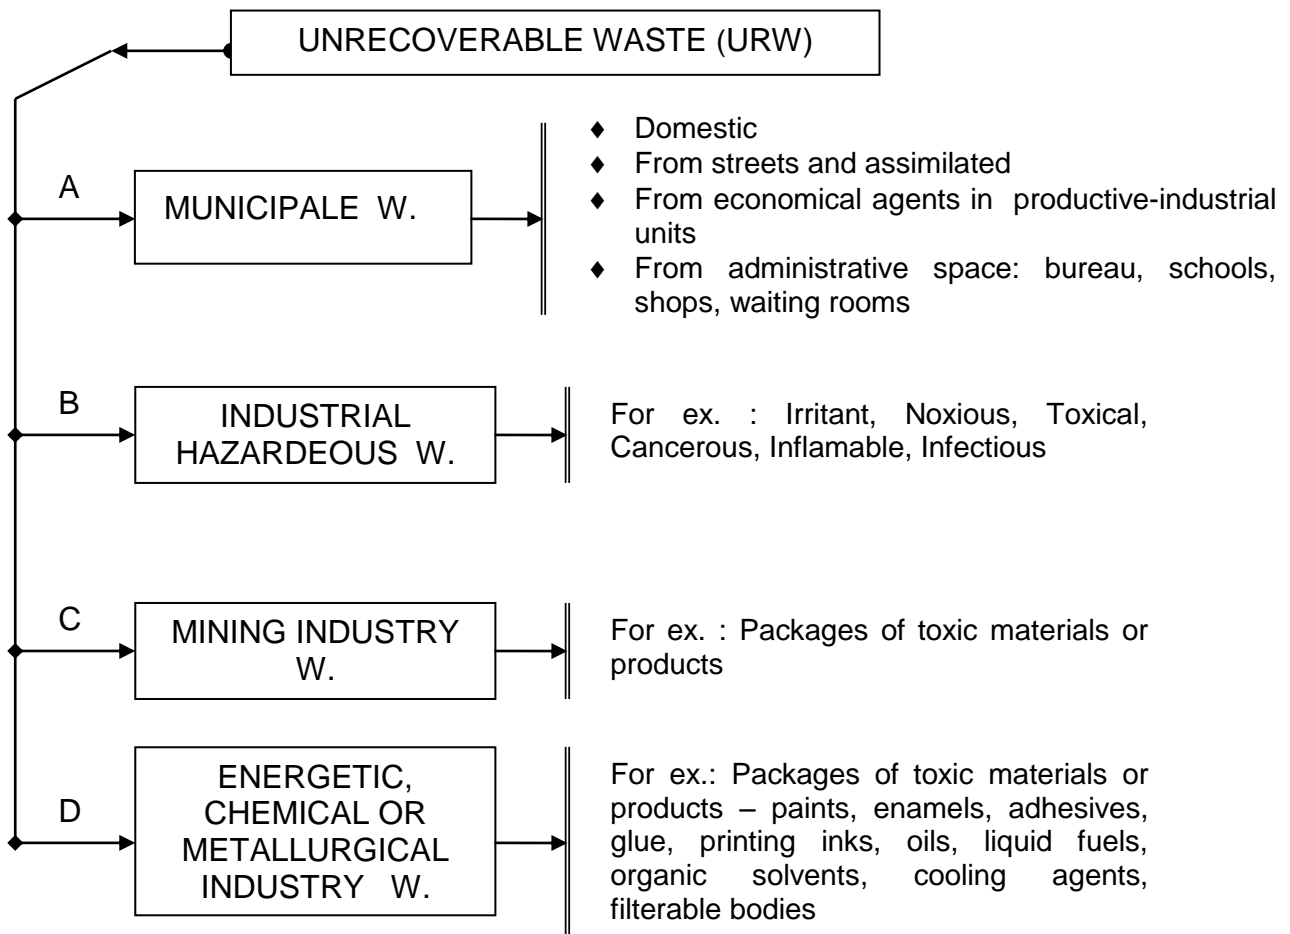 UNRECOVERABLE WASTE (URW)
A
MUNICIPALE W.
♦ Domestic
♦ From streets and assimilated
♦ From economical agents in productive-industrial
units
♦ From administrative space: bureau, schools,
shops, waiting rooms
B
INDUSTRIAL
HAZARDEOUS W.
For ex. : Irritant, Noxious, Toxical,
Cancerous, Inflamable, Infectious
C
MINING INDUSTRY
W.
For ex. : Packages of toxic materials or
products
D
ENERGETIC,
CHEMICAL OR
METALLURGICAL
INDUSTRY W.
For ex.: Packages of toxic materials or
products – paints, enamels, adhesives,
glue, printing inks, oils, liquid fuels,
organic solvents, cooling agents,
filterable bodies